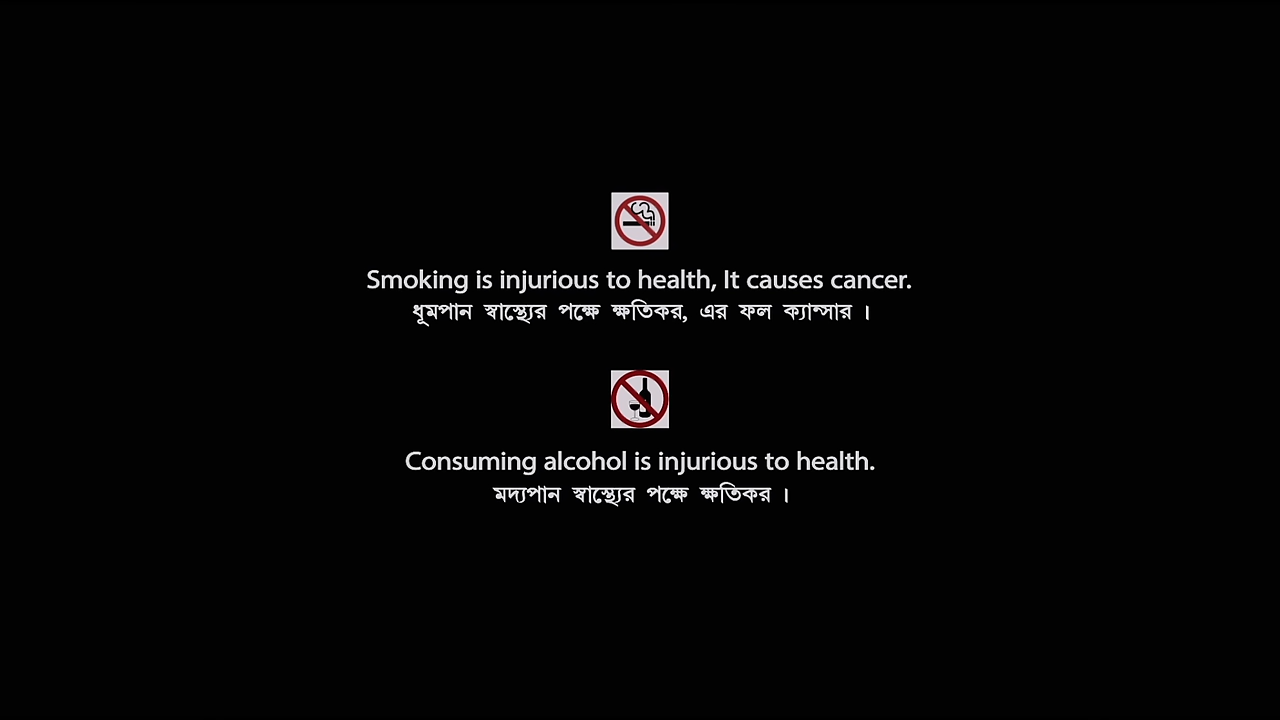 Smoking is injurious to health, It causes cancer.
ধূমপান স্বাস্থ্যের পক্ষে ক্ষতিকর, এর ফল ক্যান্সার ।
Consuming alcohol is injurious to health.
মদ্যপান স্বাস্থ্যের পক্ষে ক্ষতিকর ।